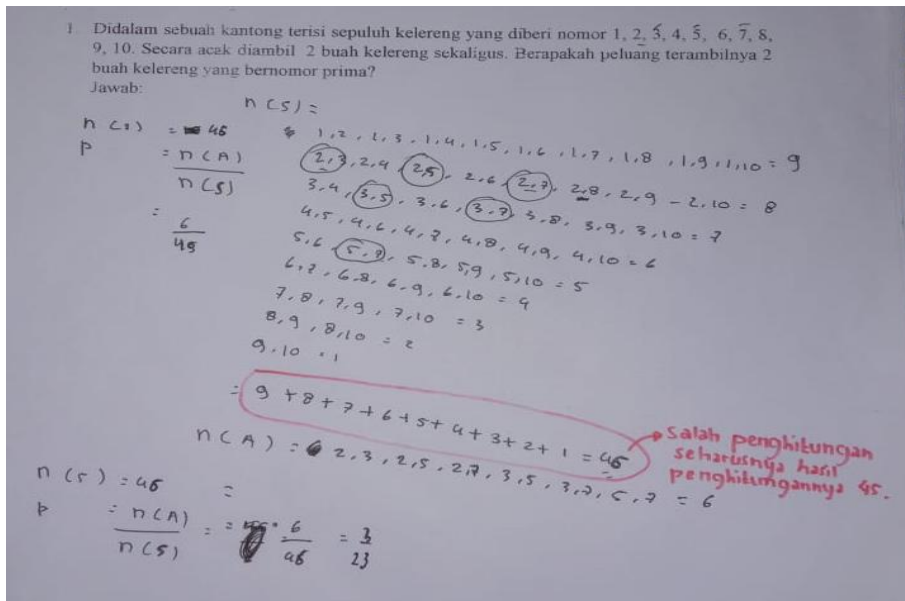 1. Didalam sebuah kantong terisi sepuluh kelereng yang diberi nomor 1, 2, 3, 4, 5, 6, 7, 8,
9, 10. Secara acak diambil 2 buah kelereng sekaligus. Berapakah peluang terambilnya 2
buah kelereng yang bernomor prima?
Jawab:
n (s) =
n (s) = 46
1,2, 1,3, 1,4, 1,5, 1,6, 1,7, 1,8, 1,9, 1,10 = 9
P = n(A) / n(s)
2,3, 2,4, 2,5, 2,6, 2,7, 2,8, 2,9 - 2,10 = 8
3,4, 3,5, 3,6, 3,7, 3,8, 3,9, 3,10 = 7
= 6 / 46
4,5, 4,6, 4,7, 4,8, 4,9, 4,10 = 6
5,6, 5,7, 5,8, 5,9, 5,10 = 5
6,7, 6,8, 6,9, 6,10 = 4
7,8, 7,9, 7,10 = 3
8,9, 8,10 = 2
9,10 = 1
= 9 + 8 + 7 + 6 + 5 + 4 + 3 + 2 + 1 = 46
Salah penghitungan
seharusnya hasil
penghitungannya 45.
n(A) = 2,3, 2,5, 2,7, 3,5, 3,7, 5,7 = 6
n (s) = 46 =
P = n(A) / n(s) = = 6 / 46 = 3 / 23